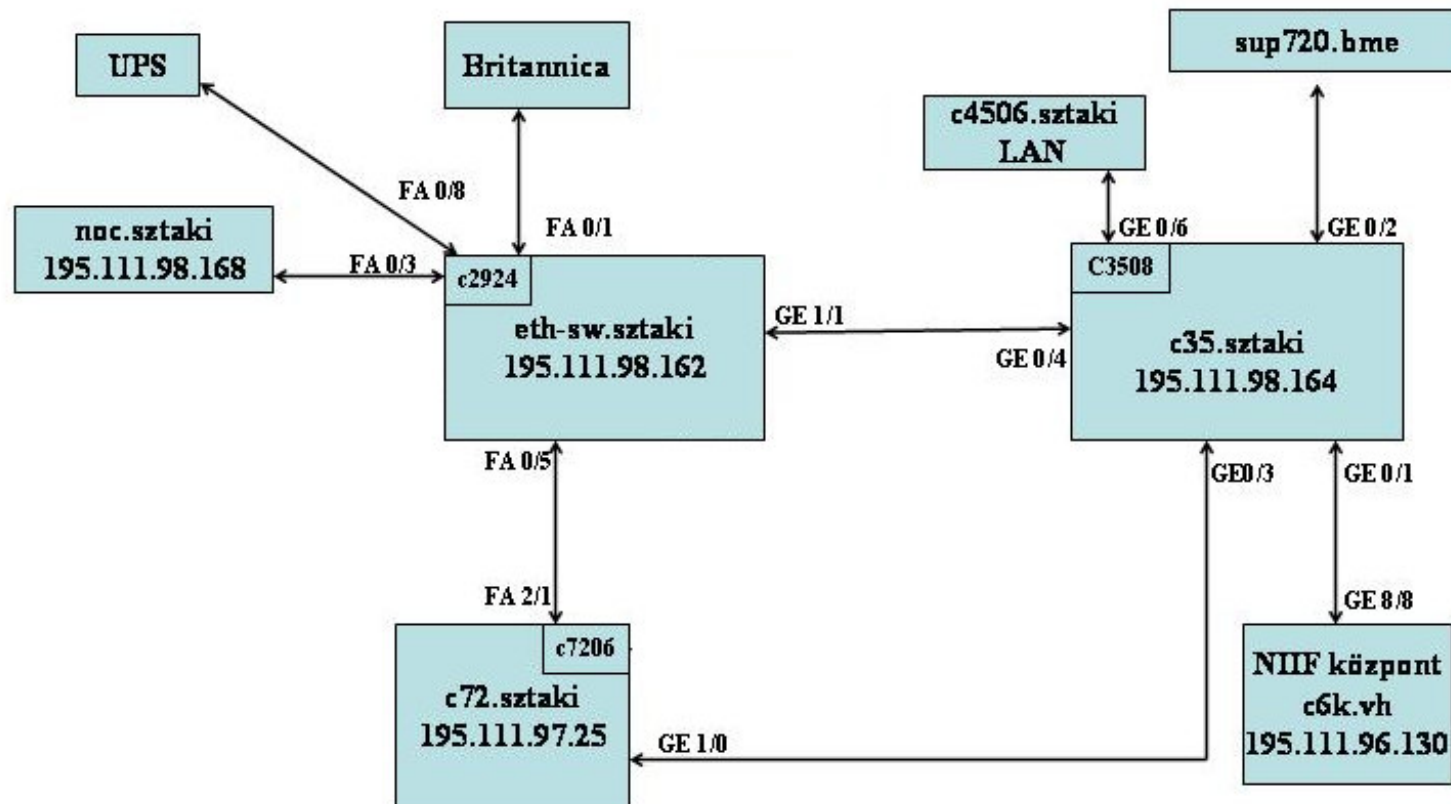 UPS
Britannica
sup720.bme
c4506.sztaki
LAN
FA 0/8
FA 0/1
GE 0/6
GE 0/2
noc.sztaki
195.111.98.168
FA 0/3
c2924
eth-sw.sztaki
195.111.98.162
GE 1/1
GE 0/4
C3508
c35.sztaki
195.111.98.164
FA 0/5
GE0/3
GE 0/1
FA 2/1
GE 8/8
c7206
c72.sztaki
195.111.97.25
GE 1/0
NIIF központ
c6k.vh
195.111.96.130